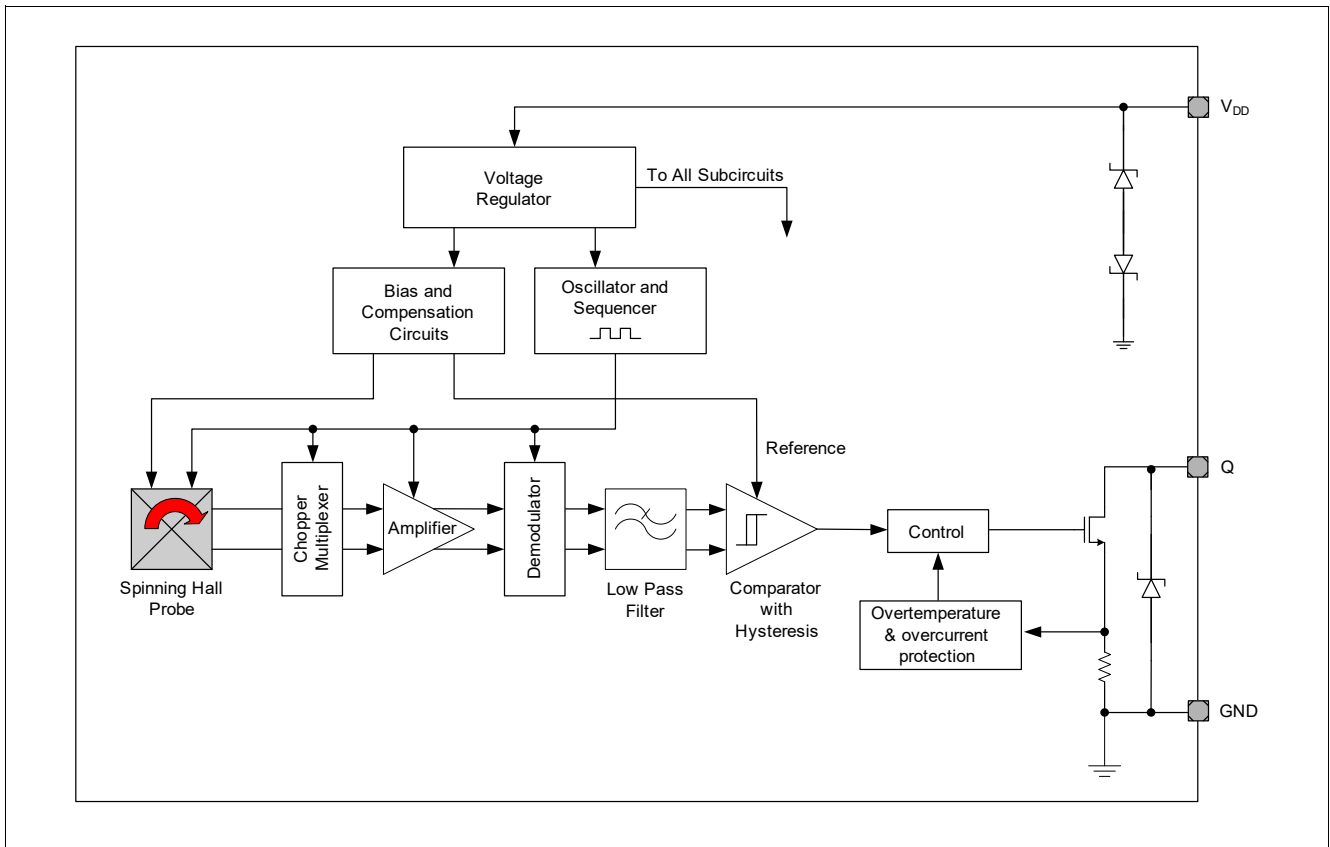 V_DD
Voltage
Regulator
To All Subcircuits
Bias and
Compensation
Circuits
Oscillator and
Sequencer
Reference
Q
Chopper
Multiplexer
Amplifier
Demodulator
Control
Spinning Hall
Probe
Low Pass
Filter
Comparator
with
Hysteresis
Overtemperature
& overcurrent
protection
GND